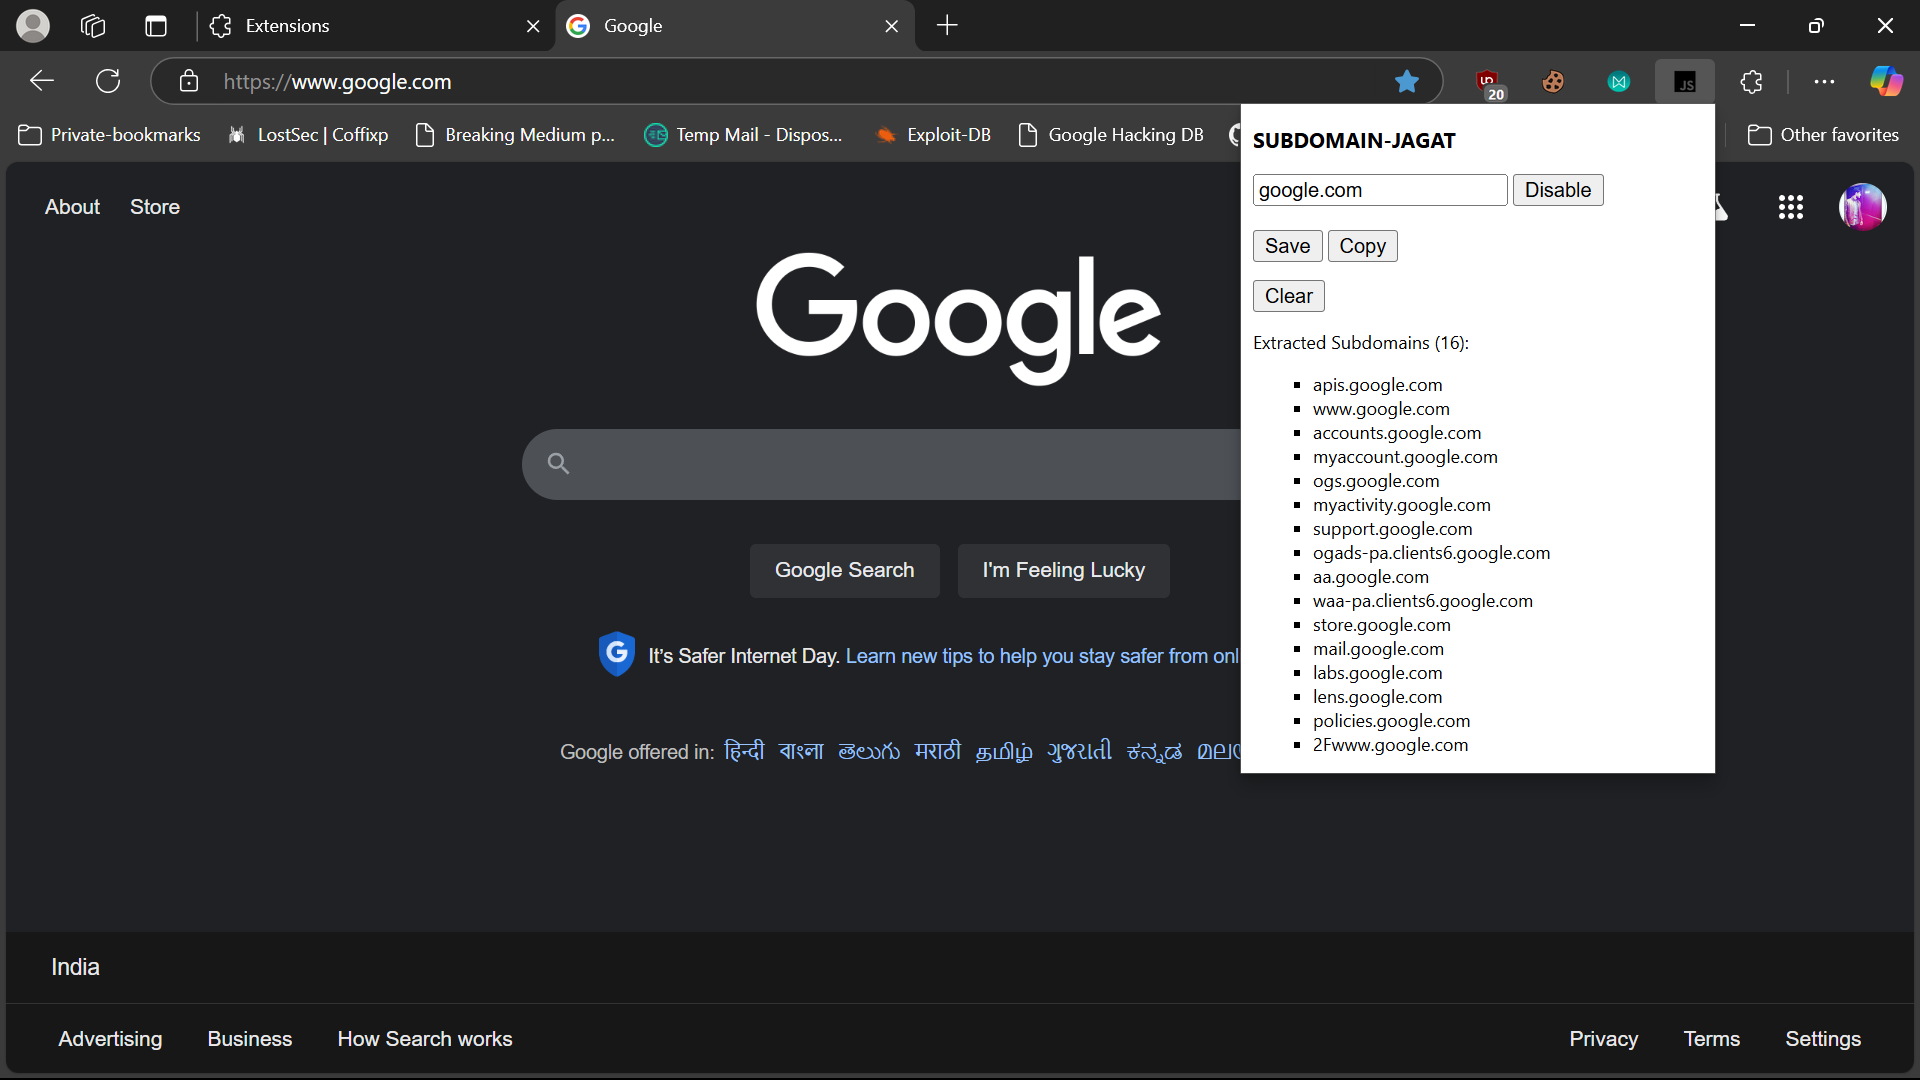 Extensions
Google
https://www.google.com
20
JS
Private-bookmarks
LostSec | Coffixp
Breaking Medium p...
Temp Mail - Dispos...
Exploit-DB
Google Hacking DB
Other favorites
About
Store
SUBDOMAIN-JAGAT
google.com
Disable
Save
Copy
Clear
Extracted Subdomains (16):
apis.google.com
www.google.com
accounts.google.com
myaccount.google.com
ogs.google.com
myactivity.google.com
support.google.com
ogads-pa.clients6.google.com
aa.google.com
waa-pa.clients6.google.com
store.google.com
mail.google.com
labs.google.com
lens.google.com
policies.google.com
2Fwww.google.com
Google
Google Search
I'm Feeling Lucky
It's Safer Internet Day. Learn new tips to help you stay safer from onl
Google offered in: हिन्दी বাংলা తెలుగు मराठी தமிழ் ગુજરાતી ಕನ್ನಡ
India
Advertising
Business
How Search works
Privacy
Terms
Settings